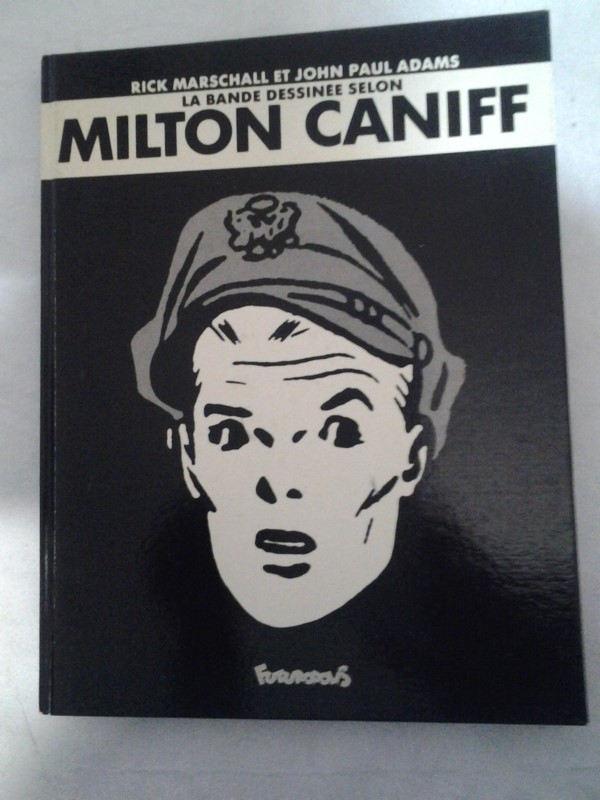 RICK MARSCHALL ET JOHN PAUL ADAMS
LA BANDE DESSINÉE SELON
MILTON CANIFF
FUTUROPOLIS